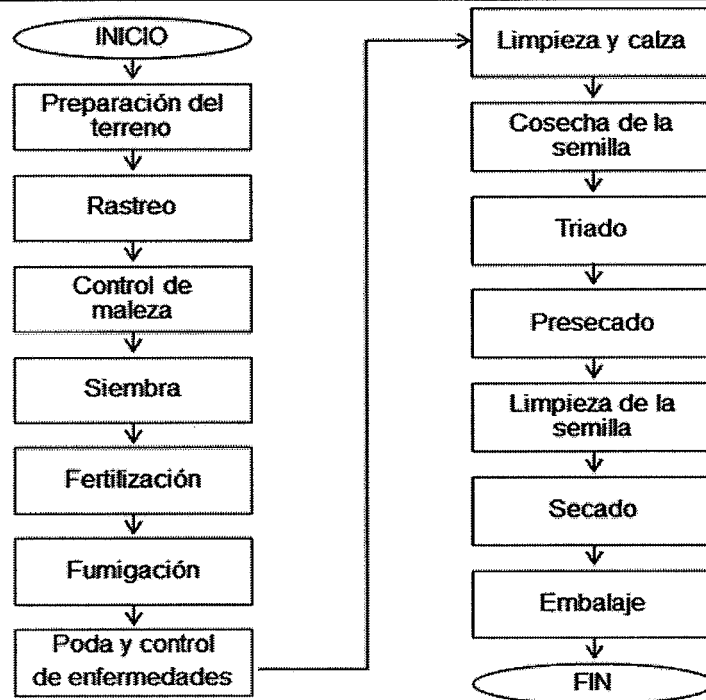 INICIO
Preparación del
terreno
Rastreo
Control de
maleza
Siembra
Fertilización
Fumigación
Poda y control
de enfermedades
Limpieza y calza
Cosecha de la
semilla
Triado
Presecado
Limpieza de la
semilla
Secado
Embalaje
FIN